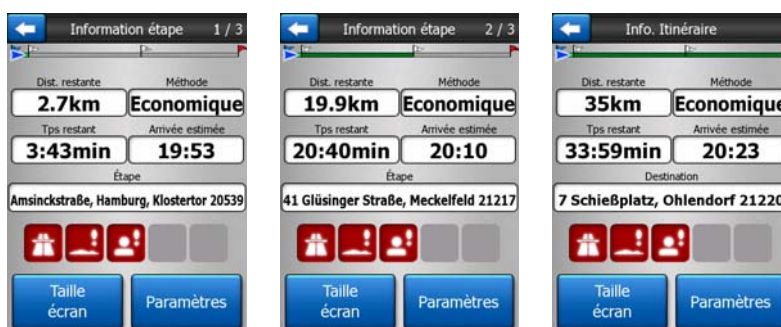 Information étape 1 / 3
Dist. restante Méthode
2.7km Economique
Tps restant Arrivée estimée
3:43min 19:53
Étape
Amsinckstraße, Hamburg, Klostertor 20539
Taille écran
Paramètres
Information étape 2 / 3
Dist. restante Méthode
19.9km Economique
Tps restant Arrivée estimée
20:40min 20:10
Étape
41 Glüsinger Straße, Meckelfeld 21217
Taille écran
Paramètres
Info. Itinéraire
Dist. restante Méthode
35km Economique
Tps restant Arrivée estimée
33:59min 20:23
Destination
7 Schießplatz, Ohlendorf 21220
Taille écran
Paramètres